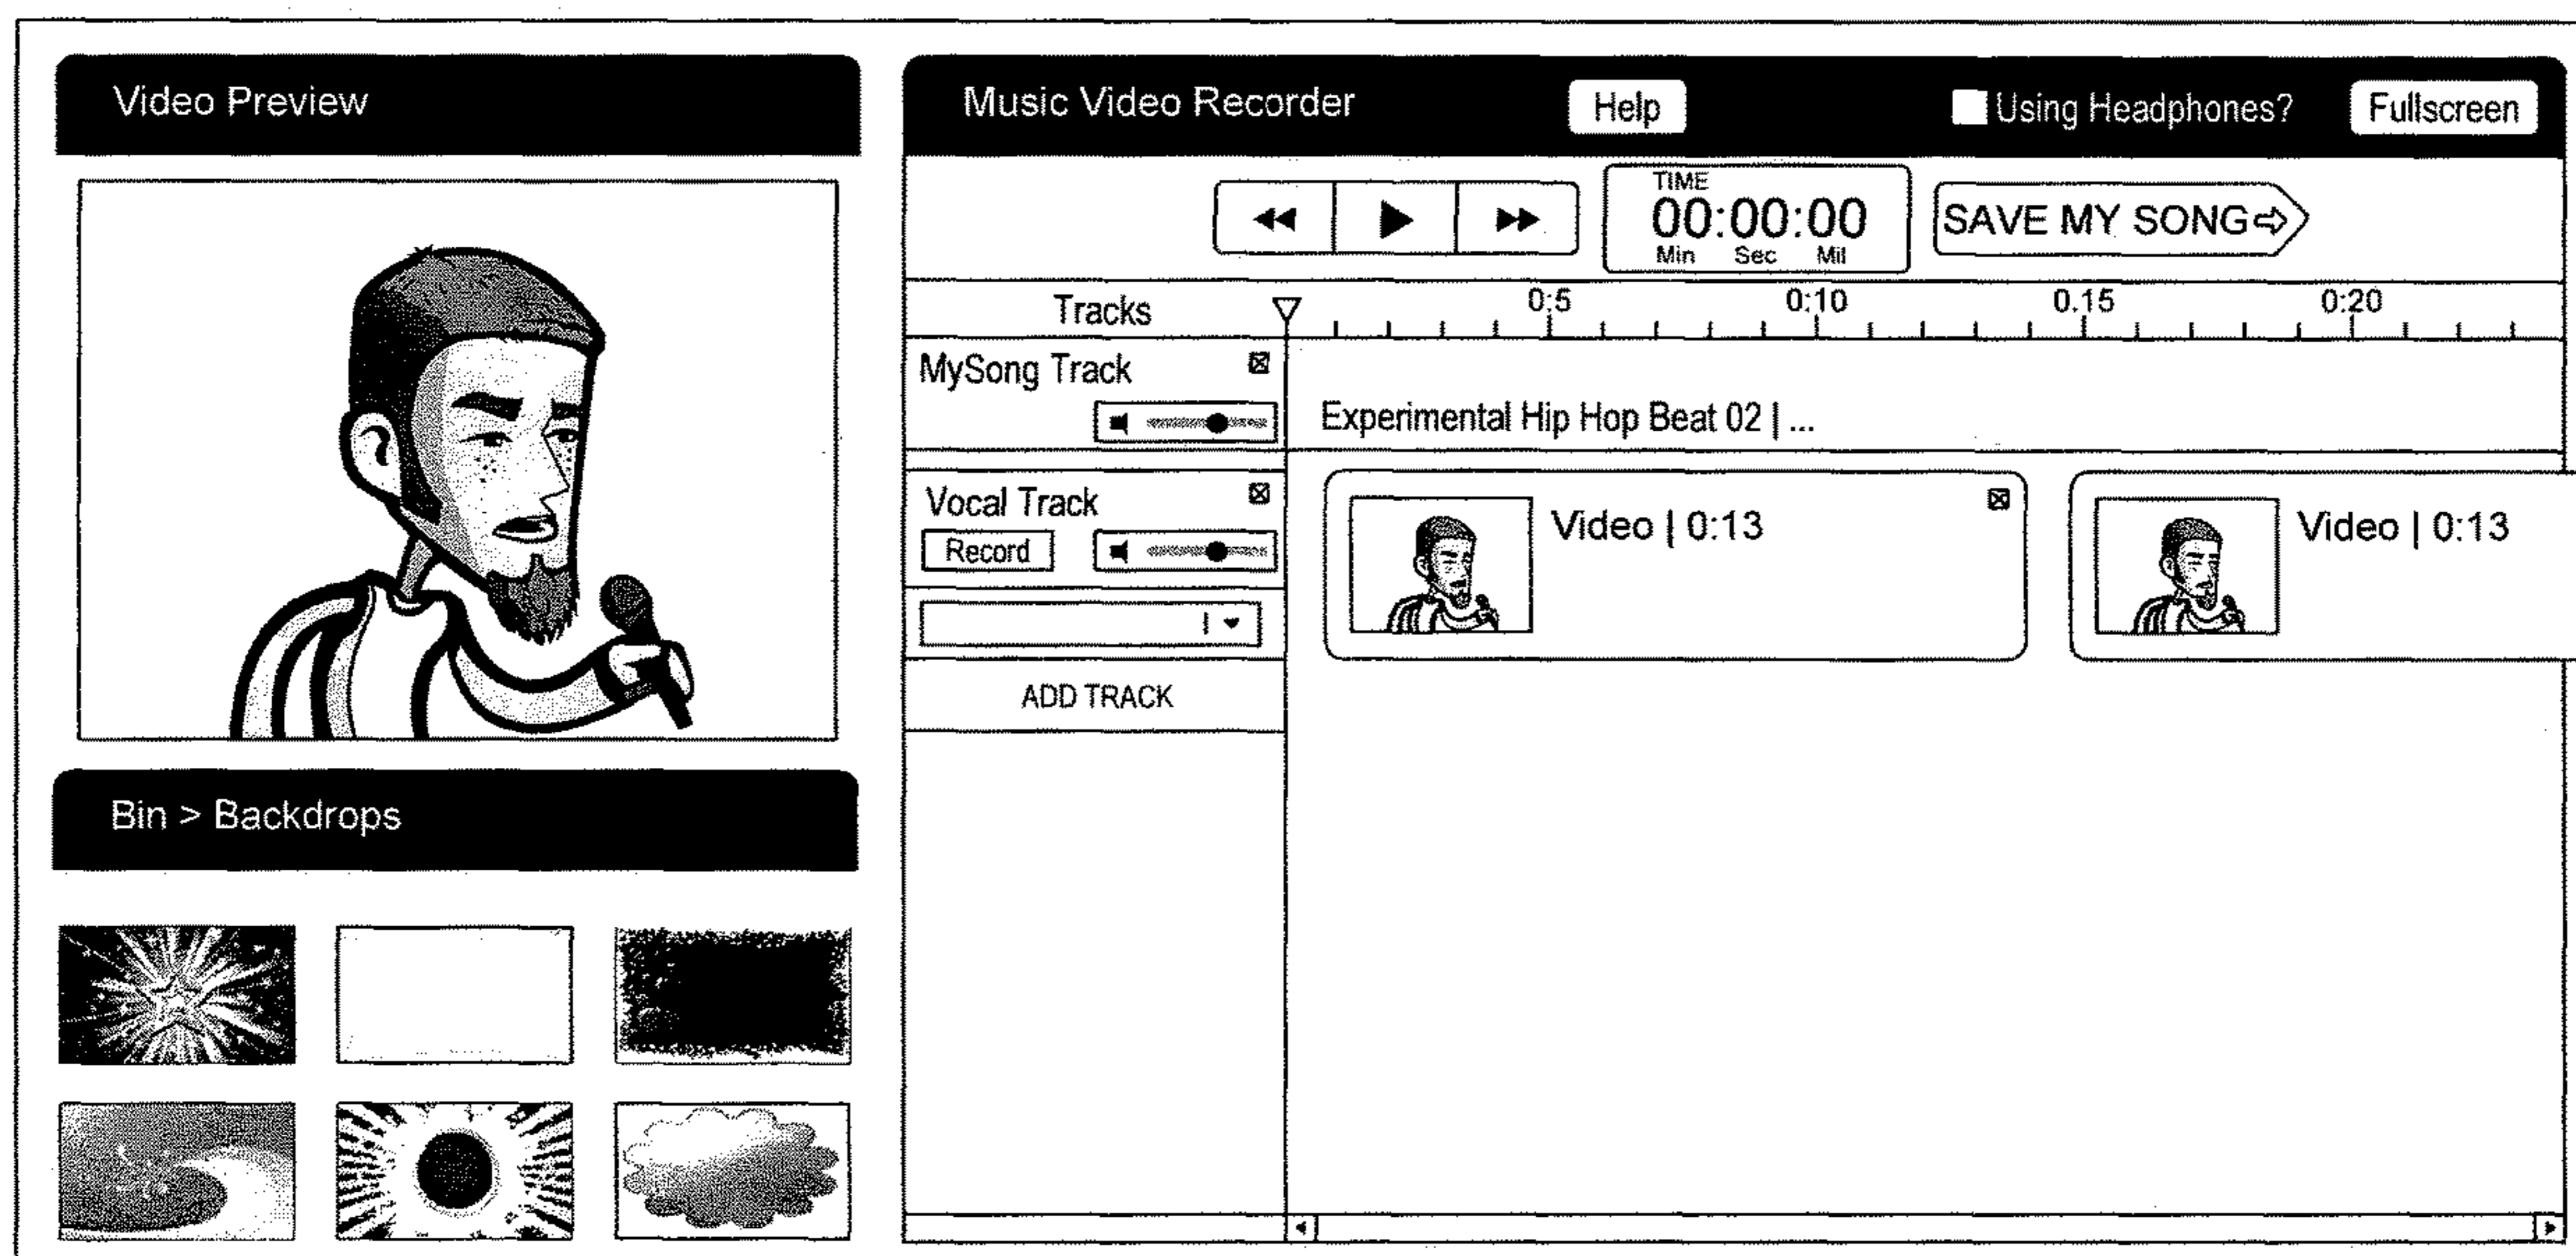 Video Preview
Music Video Recorder
Help
Using Headphones?
Fullscreen
TIME
00:00:00
Min Sec Mil
SAVE MY SONG⇨
Tracks
0:5 0:10 0.15 0:20
MySong Track
Experimental Hip Hop Beat 02 | ...
Vocal Track
Record
Video | 0:13
Video | 0:13
ADD TRACK
Bin > Backdrops